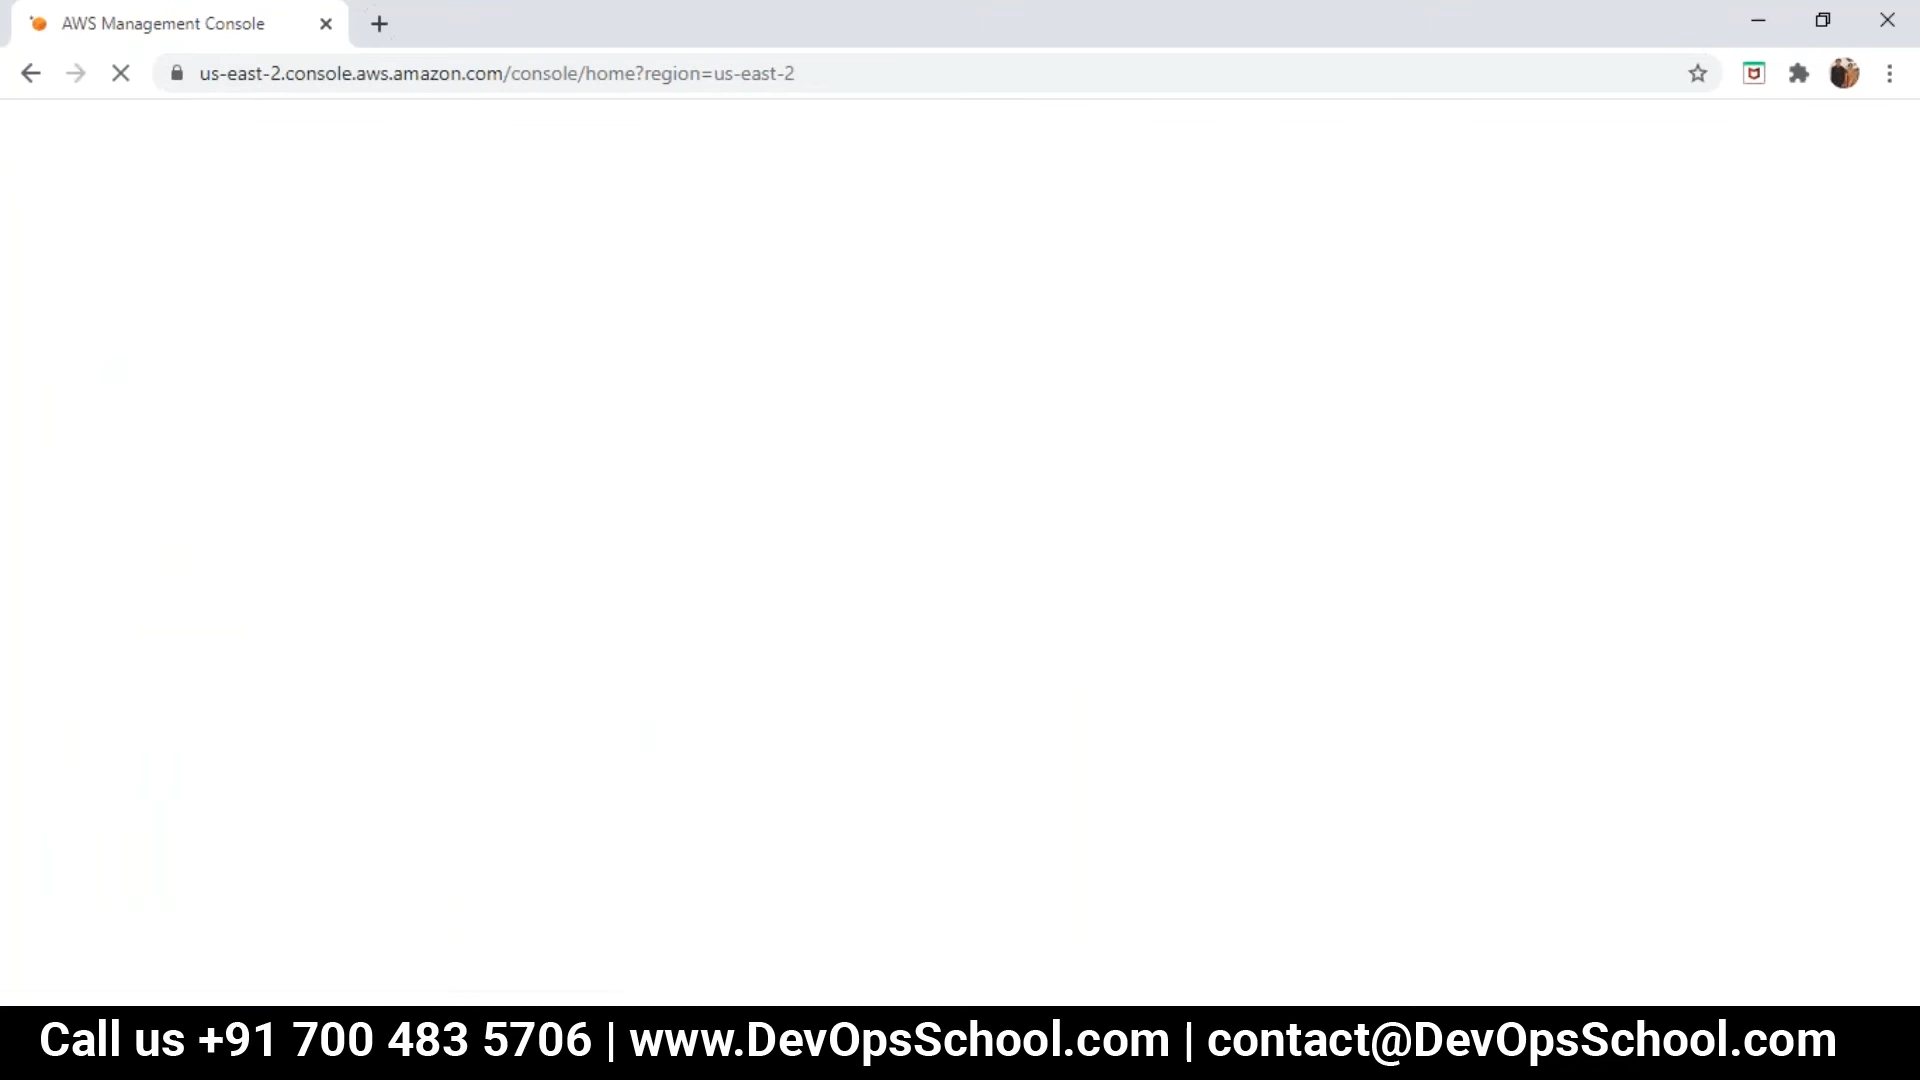 AWS Management Console
us-east-2.console.aws.amazon.com/console/home?region=us-east-2
Call us +91 700 483 5706 | www.DevOpsSchool.com | contact@DevOpsSchool.com